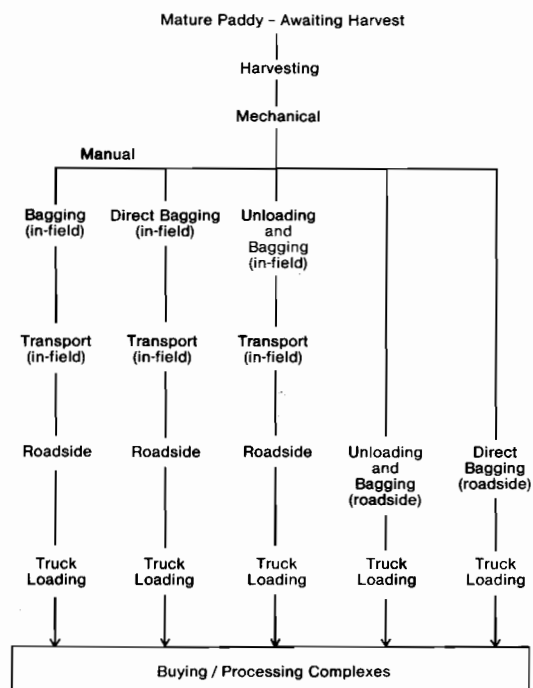 Mature Paddy - Awaiting Harvest
Harvesting
Mechanical
Manual
Bagging
(in-field)
Direct Bagging
(in-field)
Unloading
and
Bagging
(in-field)
Transport
(in-field)
Transport
(in-field)
Transport
(in-field)
Roadside
Roadside
Roadside
Unloading
and
Bagging
(roadside)
Direct
Bagging
(roadside)
Truck
Loading
Truck
Loading
Truck
Loading
Truck
Loading
Truck
Loading
Buying / Processing Complexes